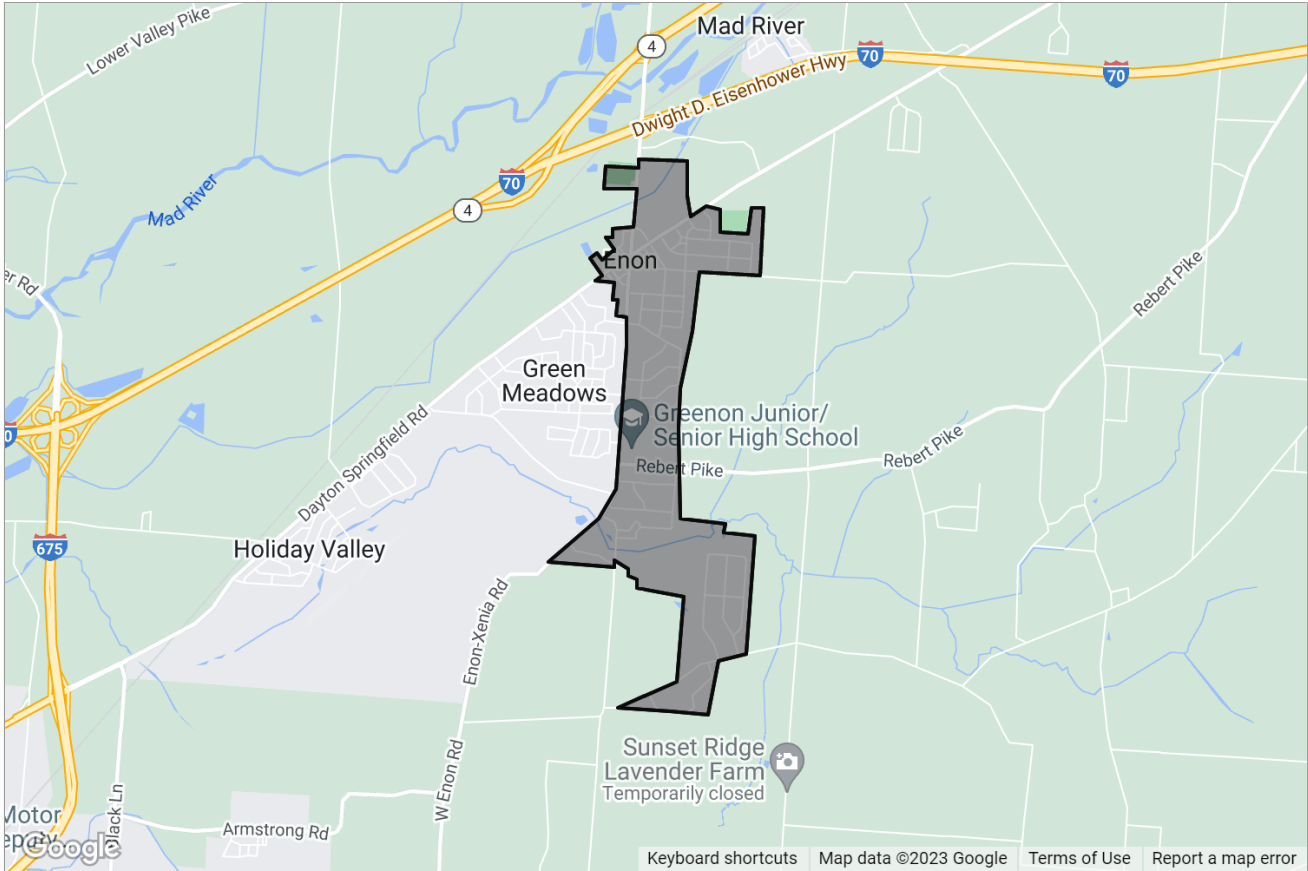 Mad River
4
70
70
Lower Valley Pike
Dwight D. Eisenhower Hwy
70
Mad River
4
Enon
er Rd
Rebert Pike
Green
Meadows
Greenon Junior/
Senior High School
0
Dayton Springfield Rd
Rebert Pike
Rebert Pike
675
Holiday Valley
Enon-Xenia Rd
W Enon Rd
Sunset Ridge
Lavender Farm
Temporarily closed
Motor
Armstrong Rd
Google
Keyboard shortcuts
Map data ©2023 Google
Terms of Use
Report a map error